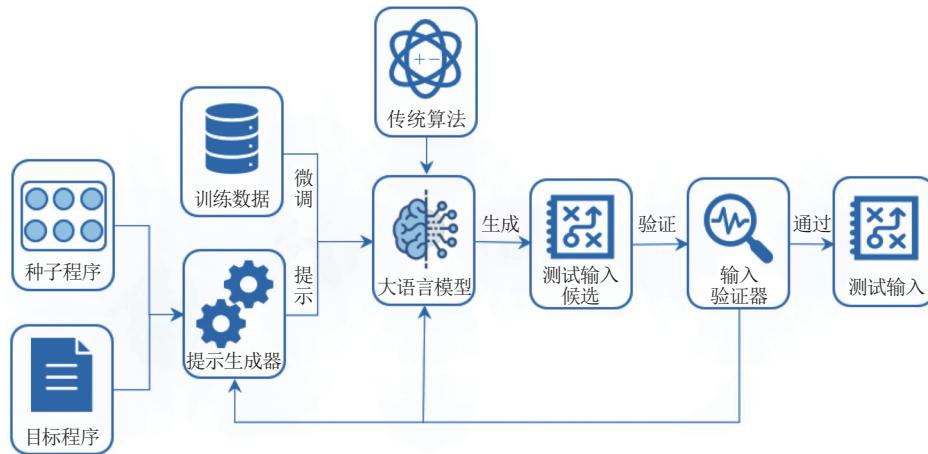 + −
传统算法
训练数据
微调
种子程序
提示
大语言模型
生成
测试输入
候选
验证
输入
验证器
通过
测试输入
提示生成器
目标程序